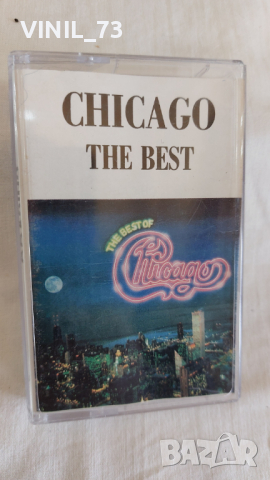 VINIL_73
CHICAGO
THE BEST
THE BEST OF
Chicago
BAZAR